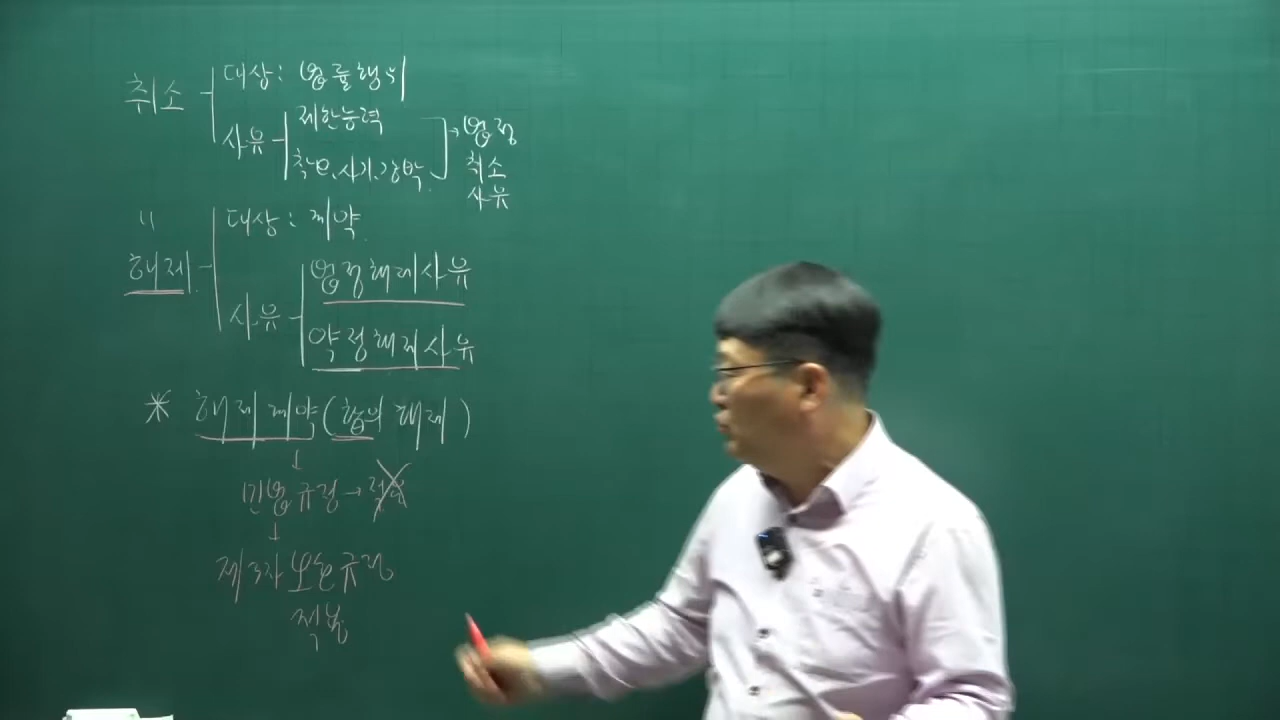 취소
대상: 법률행위
사유
제한능력
착오.사기.강박
→ 법정
취소
사유
〃
해제
대상: 계약
사유
법정해제사유
약정해제사유
* 해제계약(합의해제)
↓
민법규정→적용
↓
제3자 보호규정
적용